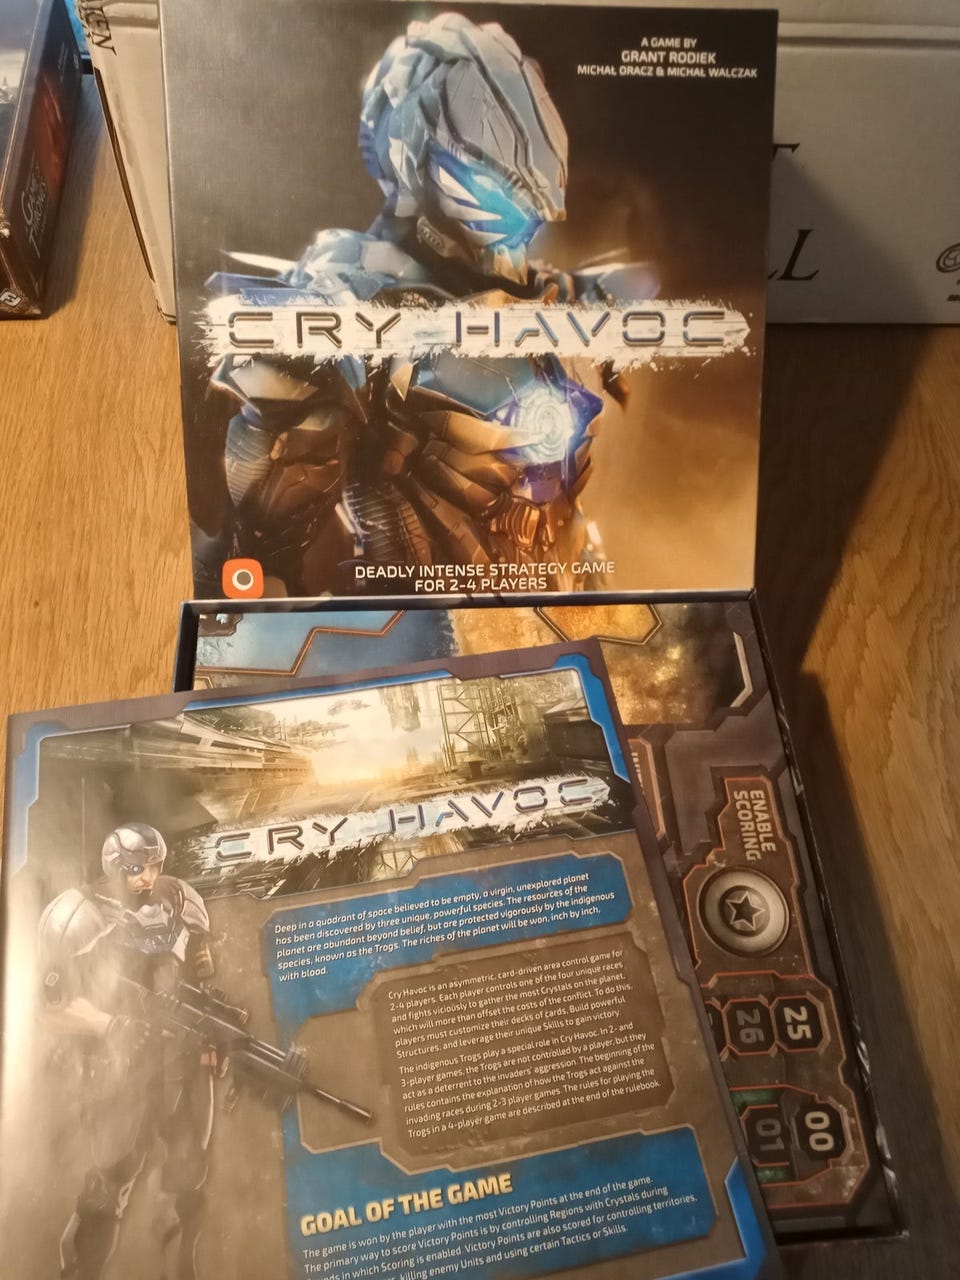 A GAME BY
GRANT RODIEK
MICHAŁ ORACZ & MICHAŁ WALCZAK
CRY HAVOC
DEADLY INTENSE STRATEGY GAME
FOR 2-4 PLAYERS
GAME
THRONES
LL
CRY HAVOC
Deep in a quadrant of space believed to be empty, a virgin, unexplored planet
has been discovered by three unique, powerful species. The resources of the
planet are abundant beyond belief, but are protected vigorously by the indigenous
species, known as the Trogs. The riches of the planet will be won, inch by inch,
with blood.
Cry Havoc is an asymmetric, card-driven area control game for
2-4 players. Each player controls one of the four unique races
and fights viciously to gather the most Crystals on the planet,
which will more than offset the costs of the conflict. To do this,
players must customize their decks of cards, Build powerful
Structures, and leverage their unique Skills to gain victory.
The indigenous Trogs play a special role in Cry Havoc. In 2- and
3-player games, the Trogs are not controlled by a player, but they
act as a deterrent to the invaders' aggression. The beginning of the
rules contains the explanation of how the Trogs act against the
invading races during 2-3 player games. The rules for playing the
Trogs in a 4-player game are described at the end of the rulebook.
GOAL OF THE GAME
The game is won by the player with the most Victory Points at the end of the game.
The primary way to score Victory Points is by controlling Regions with Crystals during
in which Scoring is enabled. Victory Points are also scored for controlling territories,
killing enemy Units and using certain Tactics or Skills.
ENABLE
SCORING
25
26
00
01